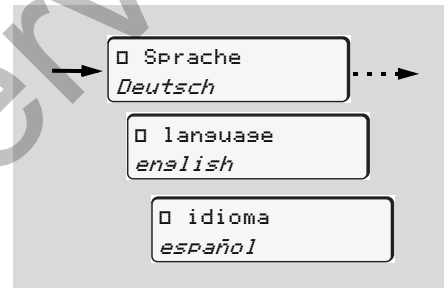 □ Sprache
Deutsch
□ language
english
□ idioma
español